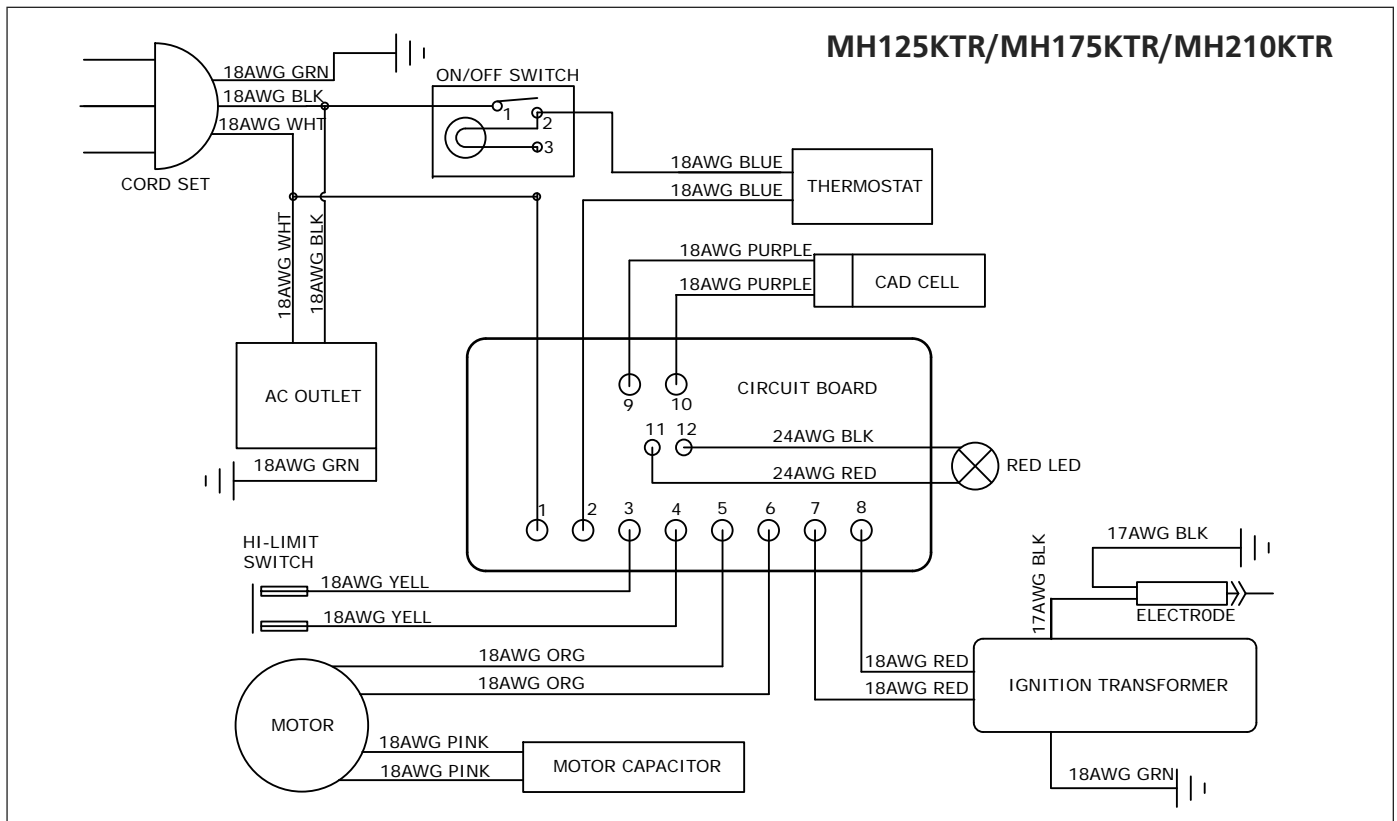 MH125KTR/MH175KTR/MH210KTR
18AWG GRN
18AWG BLK
18AWG WHT
CORD SET
ON/OFF SWITCH
1
2
3
18AWG BLUE
18AWG BLUE
THERMOSTAT
18AWG WHT
18AWG BLK
18AWG PURPLE
18AWG PURPLE
CAD CELL
AC OUTLET
18AWG GRN
CIRCUIT BOARD
9
10
11
12
24AWG BLK
24AWG RED
RED LED
1
2
3
4
5
6
7
8
HI-LIMIT
SWITCH
18AWG YELL
18AWG YELL
17AWG BLK
17AWG BLK
ELECTRODE
18AWG ORG
18AWG ORG
MOTOR
18AWG PINK
18AWG PINK
MOTOR CAPACITOR
18AWG RED
18AWG RED
IGNITION TRANSFORMER
18AWG GRN